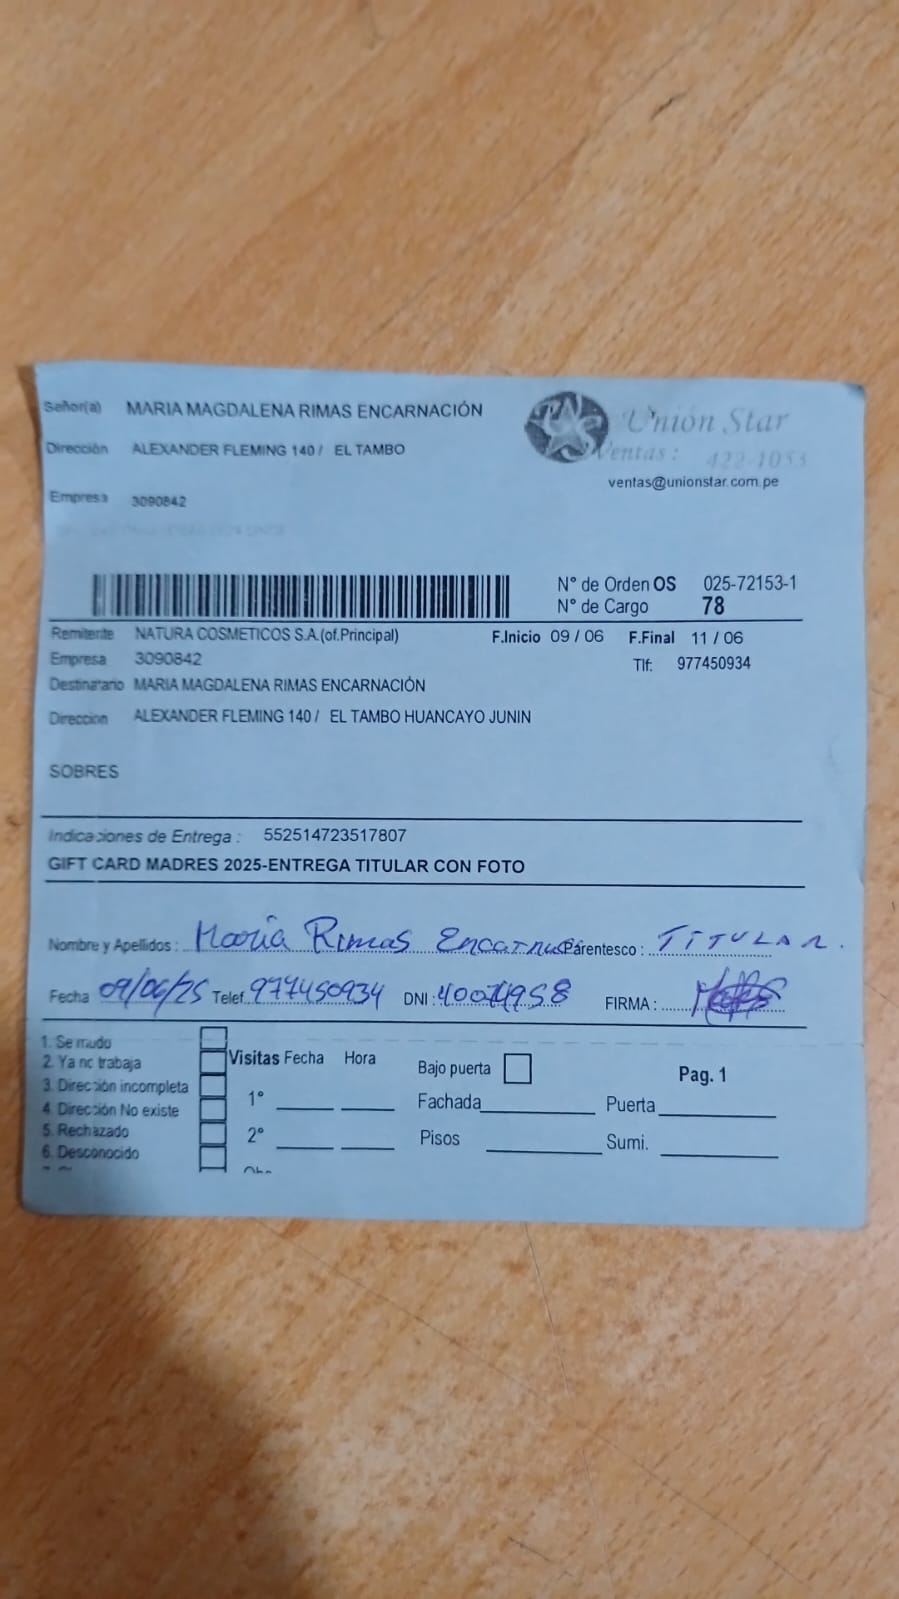 Señor(a) MARIA MAGDALENA RIMAS ENCARNACIÓN
Dirección ALEXANDER FLEMING 140 / EL TAMBO
Unión Star
Ventas : 422-1053
ventas@unionstar.com.pe
Empresa 3090842
N° de Orden OS 025-72153-1
N° de Cargo 78
Remitente NATURA COSMETICOS S.A.(of.Principal) F.Inicio 09 / 06 F.Final 11 / 06
Empresa 3090842 Tlf: 977450934
Destinatario MARIA MAGDALENA RIMAS ENCARNACIÓN
Direccion ALEXANDER FLEMING 140 / EL TAMBO HUANCAYO JUNIN
SOBRES
Indicaciones de Entrega : 552514723517807
GIFT CARD MADRES 2025-ENTREGA TITULAR CON FOTO
Nombre y Apellidos : Maria Rimas Parentesco : TITULAR.
Fecha 09/06/25 Telef. 977450934 DNI : FIRMA :
1. Se mudo
2. Ya no trabaja Visitas Fecha Hora Bajo puerta Pag. 1
3. Dirección incompleta
4. Dirección No existe 1° Fachada Puerta
5. Rechazado 2° Pisos Sumi.
6. Desconocido